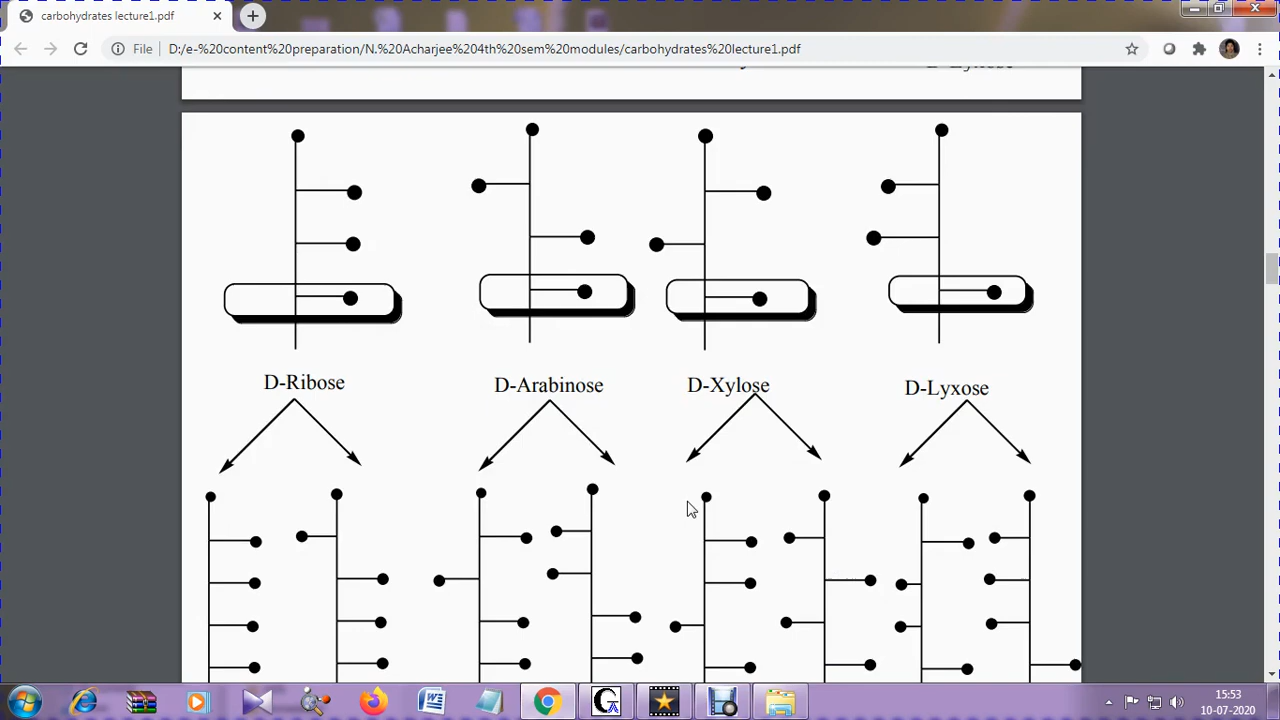 carbohydrates lecture1.pdf
File
D:/e-%20content%20preparation/N.%20Acharjee%204th%20sem%20modules/carbohydrates%20lecture1.pdf
D-Lyxose
D-Ribose
D-Arabinose
D-Xylose
D-Lyxose
15:53
10-07-2020